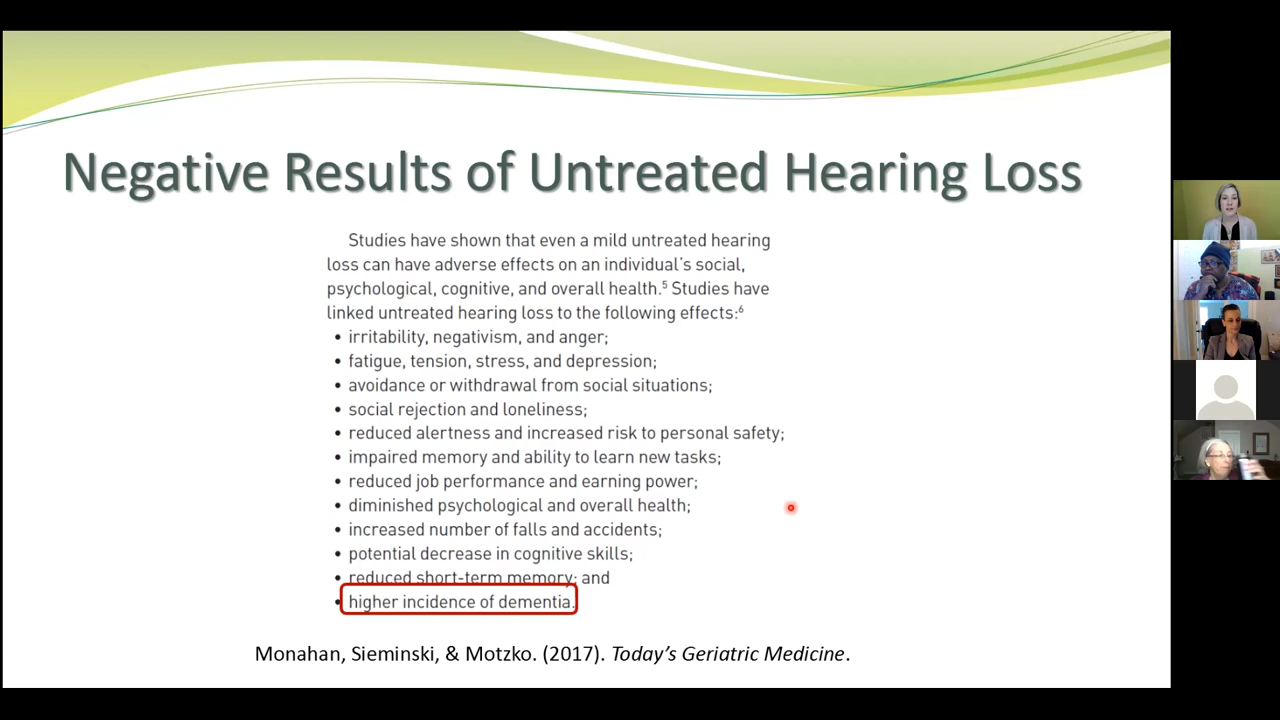 Negative Results of Untreated Hearing Loss
Studies have shown that even a mild untreated hearing
loss can have adverse effects on an individual's social,
psychological, cognitive, and overall health.⁵ Studies have
linked untreated hearing loss to the following effects:⁶
• irritability, negativism, and anger;
• fatigue, tension, stress, and depression;
• avoidance or withdrawal from social situations;
• social rejection and loneliness;
• reduced alertness and increased risk to personal safety;
• impaired memory and ability to learn new tasks;
• reduced job performance and earning power;
• diminished psychological and overall health;
• increased number of falls and accidents;
• potential decrease in cognitive skills;
• reduced short-term memory; and
• higher incidence of dementia.
Monahan, Sieminski, & Motzko. (2017). Today's Geriatric Medicine.